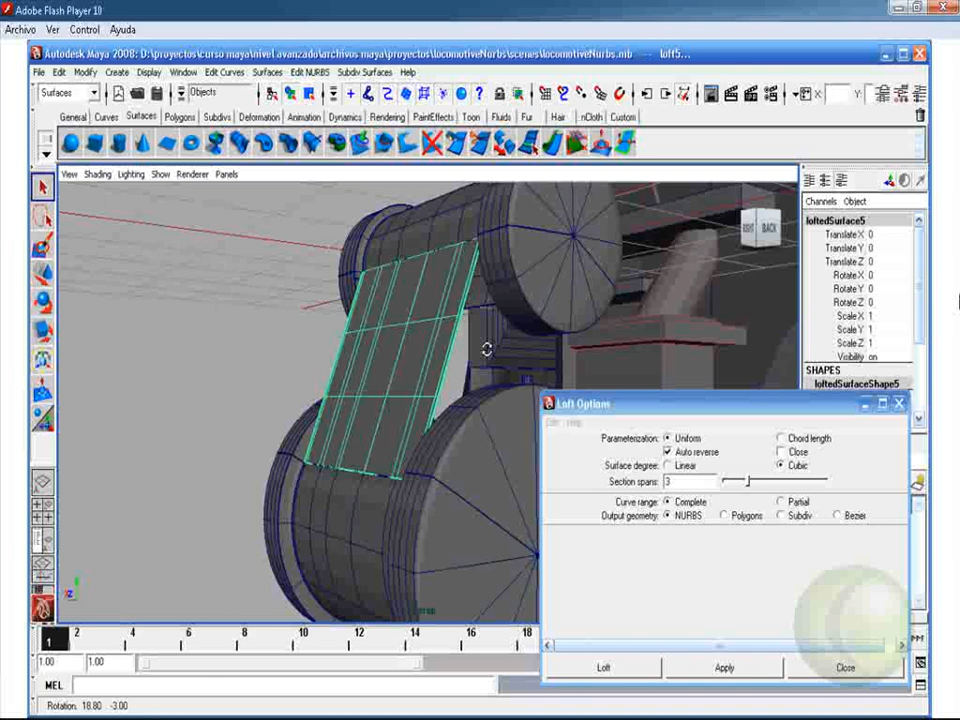 Adobe Flash Player 10
Archivo Ver Control Ayuda
Autodesk Maya 2008: D:\proyectos\curso maya\nivel avanzado\archivos maya\proyectos\locomotiveNurbs\scenes\locomotiveNurbs.mb --- loft5...
File Edit Modify Create Display Window Edit Curves Surfaces Edit NURBS Subdiv Surfaces Help
Surfaces Objects X: Y:
General Curves Surfaces Polygons Subdivs Deformation Animation Dynamics Rendering PaintEffects Toon Fluids Fur Hair nCloth Custom
View Shading Lighting Show Renderer Panels
Channels Object
loftedSurface5
Translate X 0
Translate Y 0
Translate Z 0
Rotate X 0
Rotate Y 0
Rotate Z 0
Scale X 1
Scale Y 1
Scale Z 1
Visibility on
SHAPES
loftedSurfaceShape5
BACK
Loft Options
Edit Help
Parameterization: Uniform Chord length
Auto reverse Close
Surface degree: Linear Cubic
Section spans: 3
Curve range: Complete Partial
Output geometry: NURBS Polygons Subdiv Bezier
Loft Apply Close
persp
1 2 4 6 8 10 12 14 16 18
1.00 1.00
MEL
Rotation: 18.80 -3.00